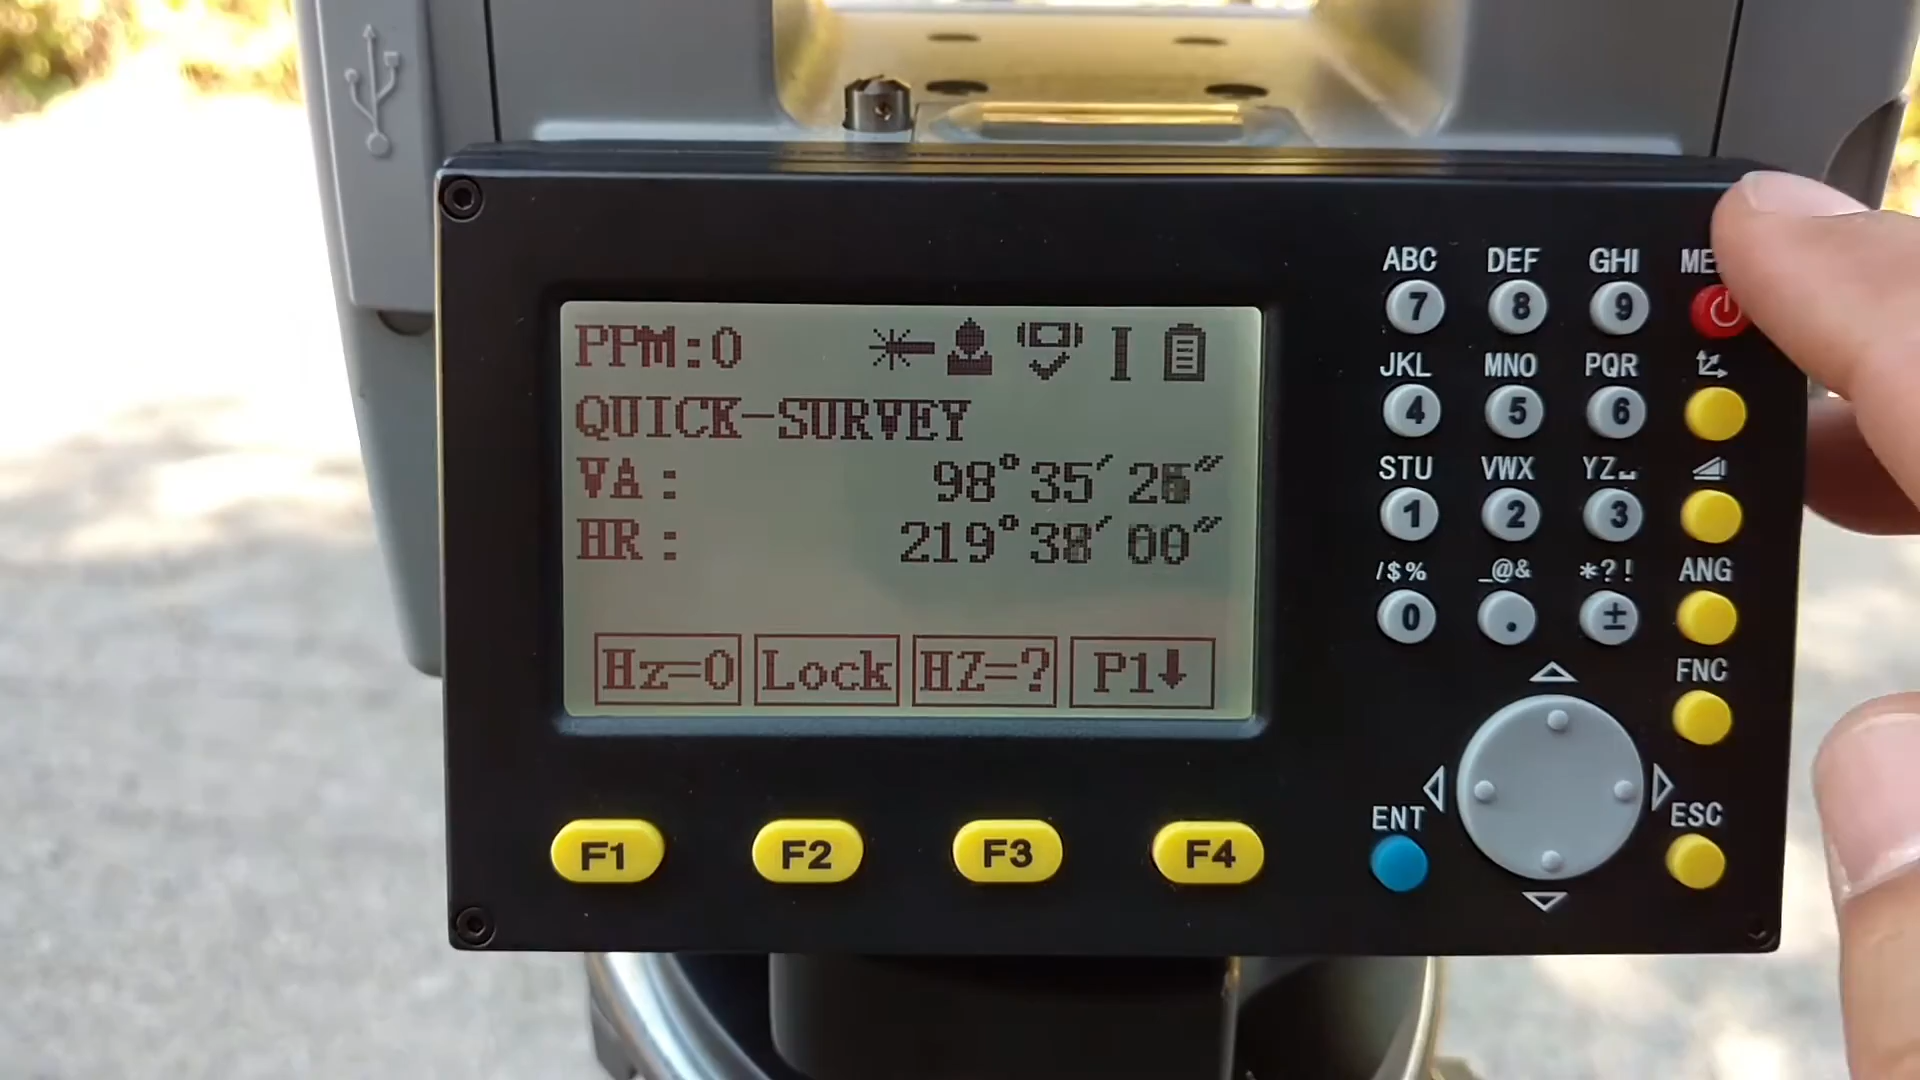 PPM:0
QUICK-SURVEY
VA: 98°35′
HR: 219°38′00″
Hz=0 Lock HZ=? P1↓
F1 F2 F3 F4
ABC DEF GHI
7 8 9
JKL MNO PQR
4 5 6
STU VWX YZ␣
1 2 3
/$% _@& *?! ANG
0 . ±
FNC
ENT ESC